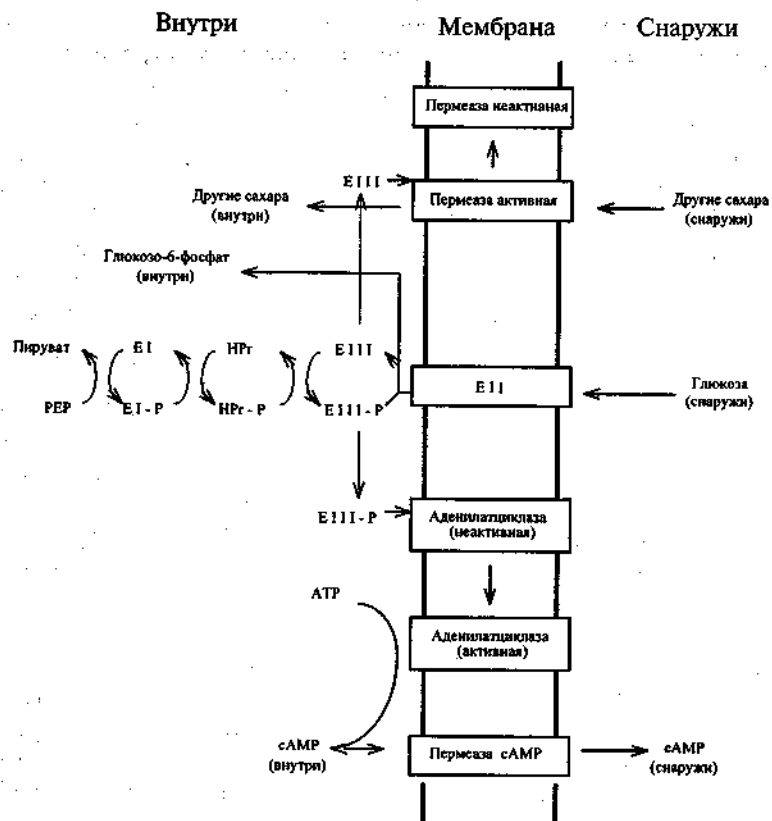 Внутри Мембрана Снаружи
Пермеаза неактивная
EIII
Пермеаза активная
Другие сахара
(внутри)
Другие сахара
(снаружи)
Глюкозо-6-фосфат
(внутри)
Пируват EI HPr EIII
EII
Глюкоза
(снаружи)
PEP EI-P HPr-P EIII-P
EIII-P
Аденилатциклаза
(неактивная)
ATP
Аденилатциклаза
(активная)
cAMP
(внутри)
Пермеаза cAMP
cAMP
(снаружи)